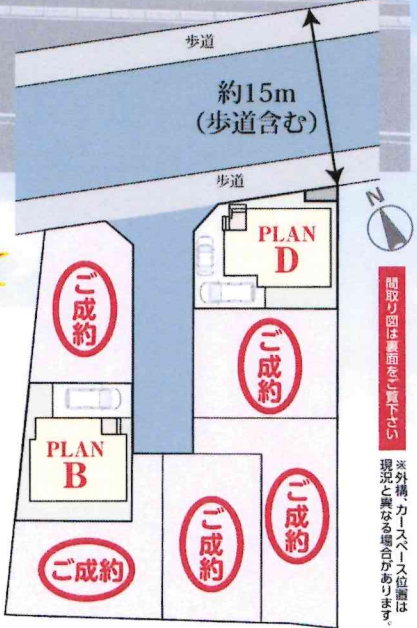 歩道
約15m
(歩道含む)
歩道
N
PLAN
D
ご成約
ご成約
PLAN
B
ご成約
ご成約
ご成約
間取り図は裏面をご覧下さい
※外構、カースペース位置は
現況と異なる場合があります。